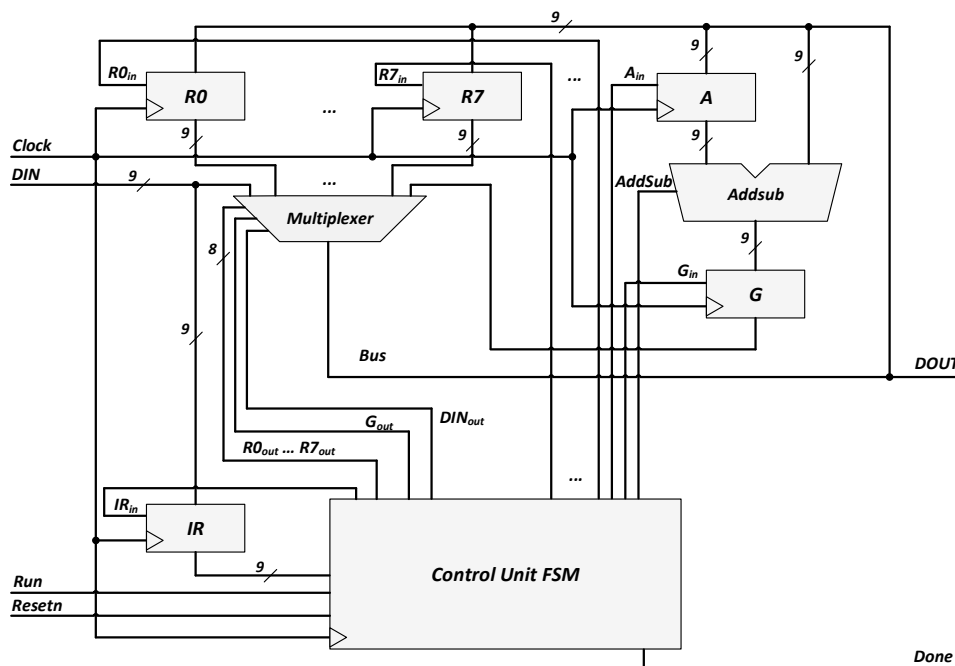 9
9
9
R0in
R0
R7in
R7
...
...
Ain
A
9
9
9
Clock
DIN
9
...
Multiplexer
AddSub
Addsub
8
9
Gin
G
9
Bus
DOUT
DINout
Gout
R0out ... R7out
...
IRin
IR
9
Control Unit FSM
Run
Resetn
Done